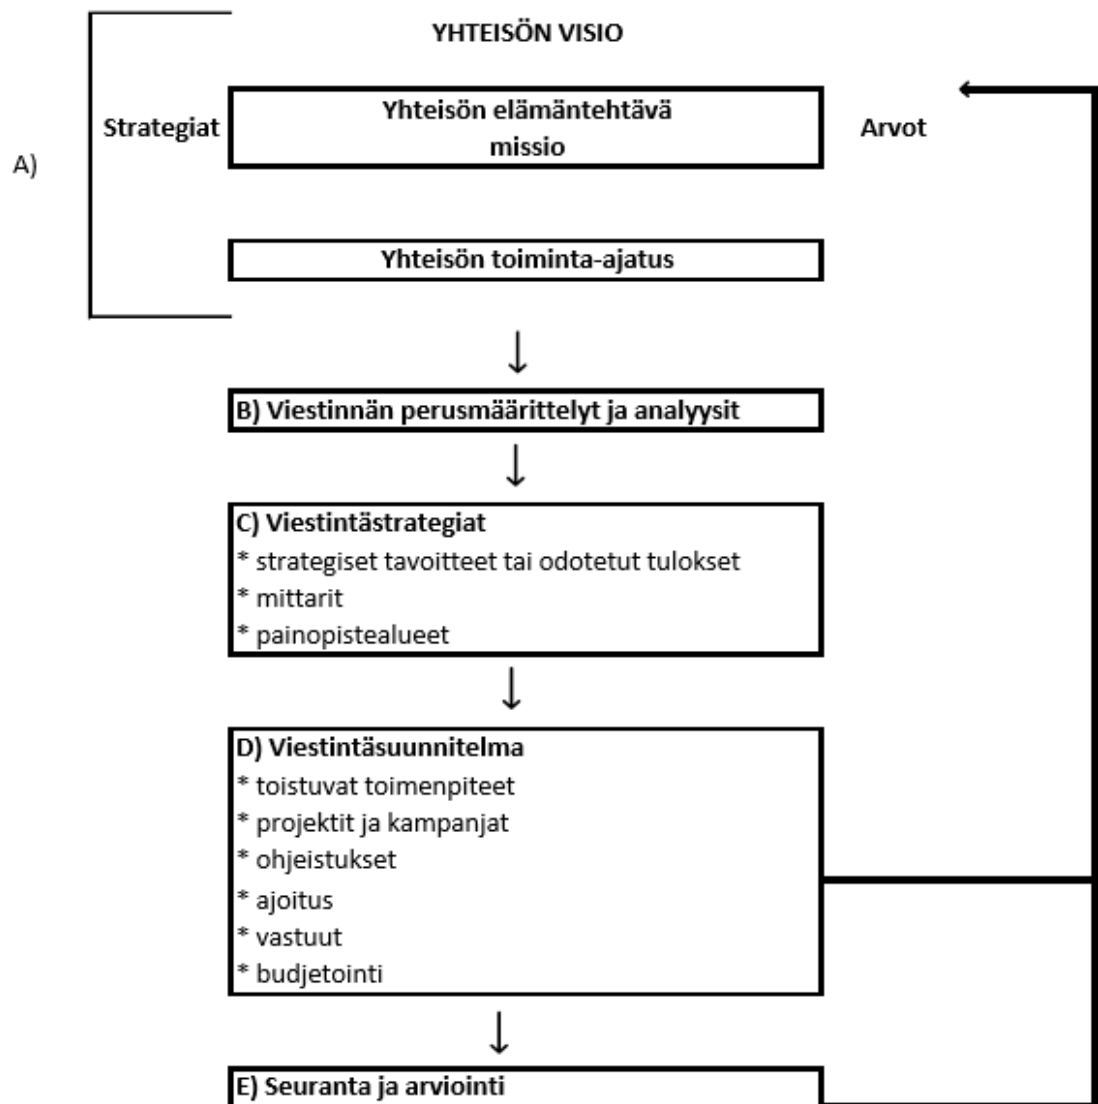 YHTEISÖN VISIO
Yhteisön elämäntehtävä
missio
Strategiat
Arvot
A)
Yhteisön toiminta-ajatus
B) Viestinnän perusmäärittelyt ja analyysit
C) Viestintästrategiat
* strategiset tavoitteet tai odotetut tulokset
* mittarit
* painopistealueet
D) Viestintäsuunnitelma
* toistuvat toimenpiteet
* projektit ja kampanjat
* ohjeistukset
* ajoitus
* vastuut
* budjetointi
E) Seuranta ja arviointi